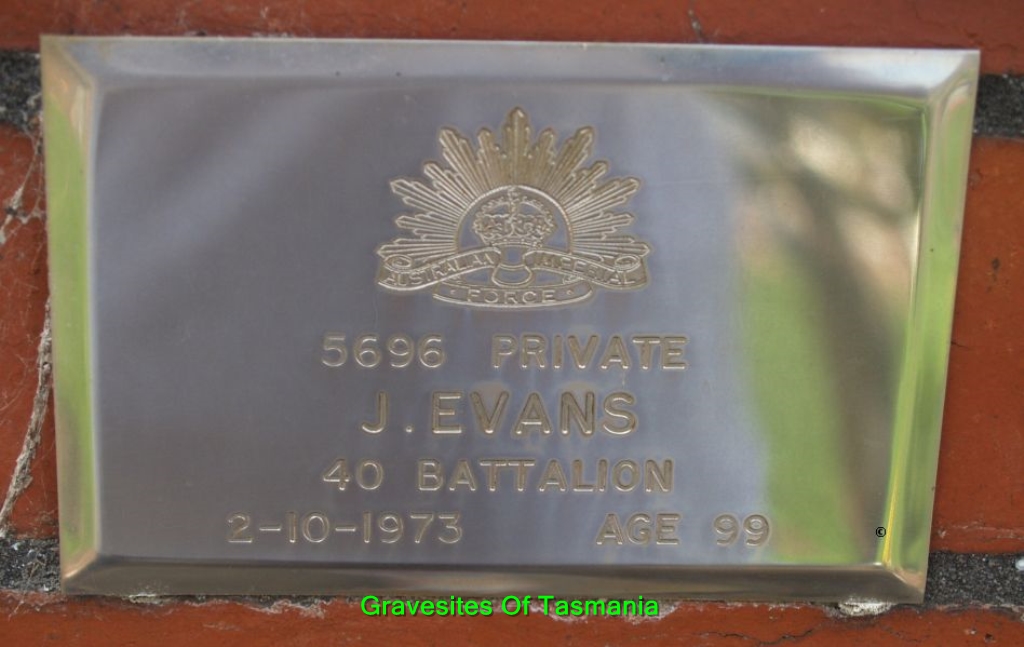 AUSTRALIAN IMPERIAL
FORCE
5696 PRIVATE
J. EVANS
40 BATTALION
2-10-1973 AGE 99
©
Gravesites Of Tasmania